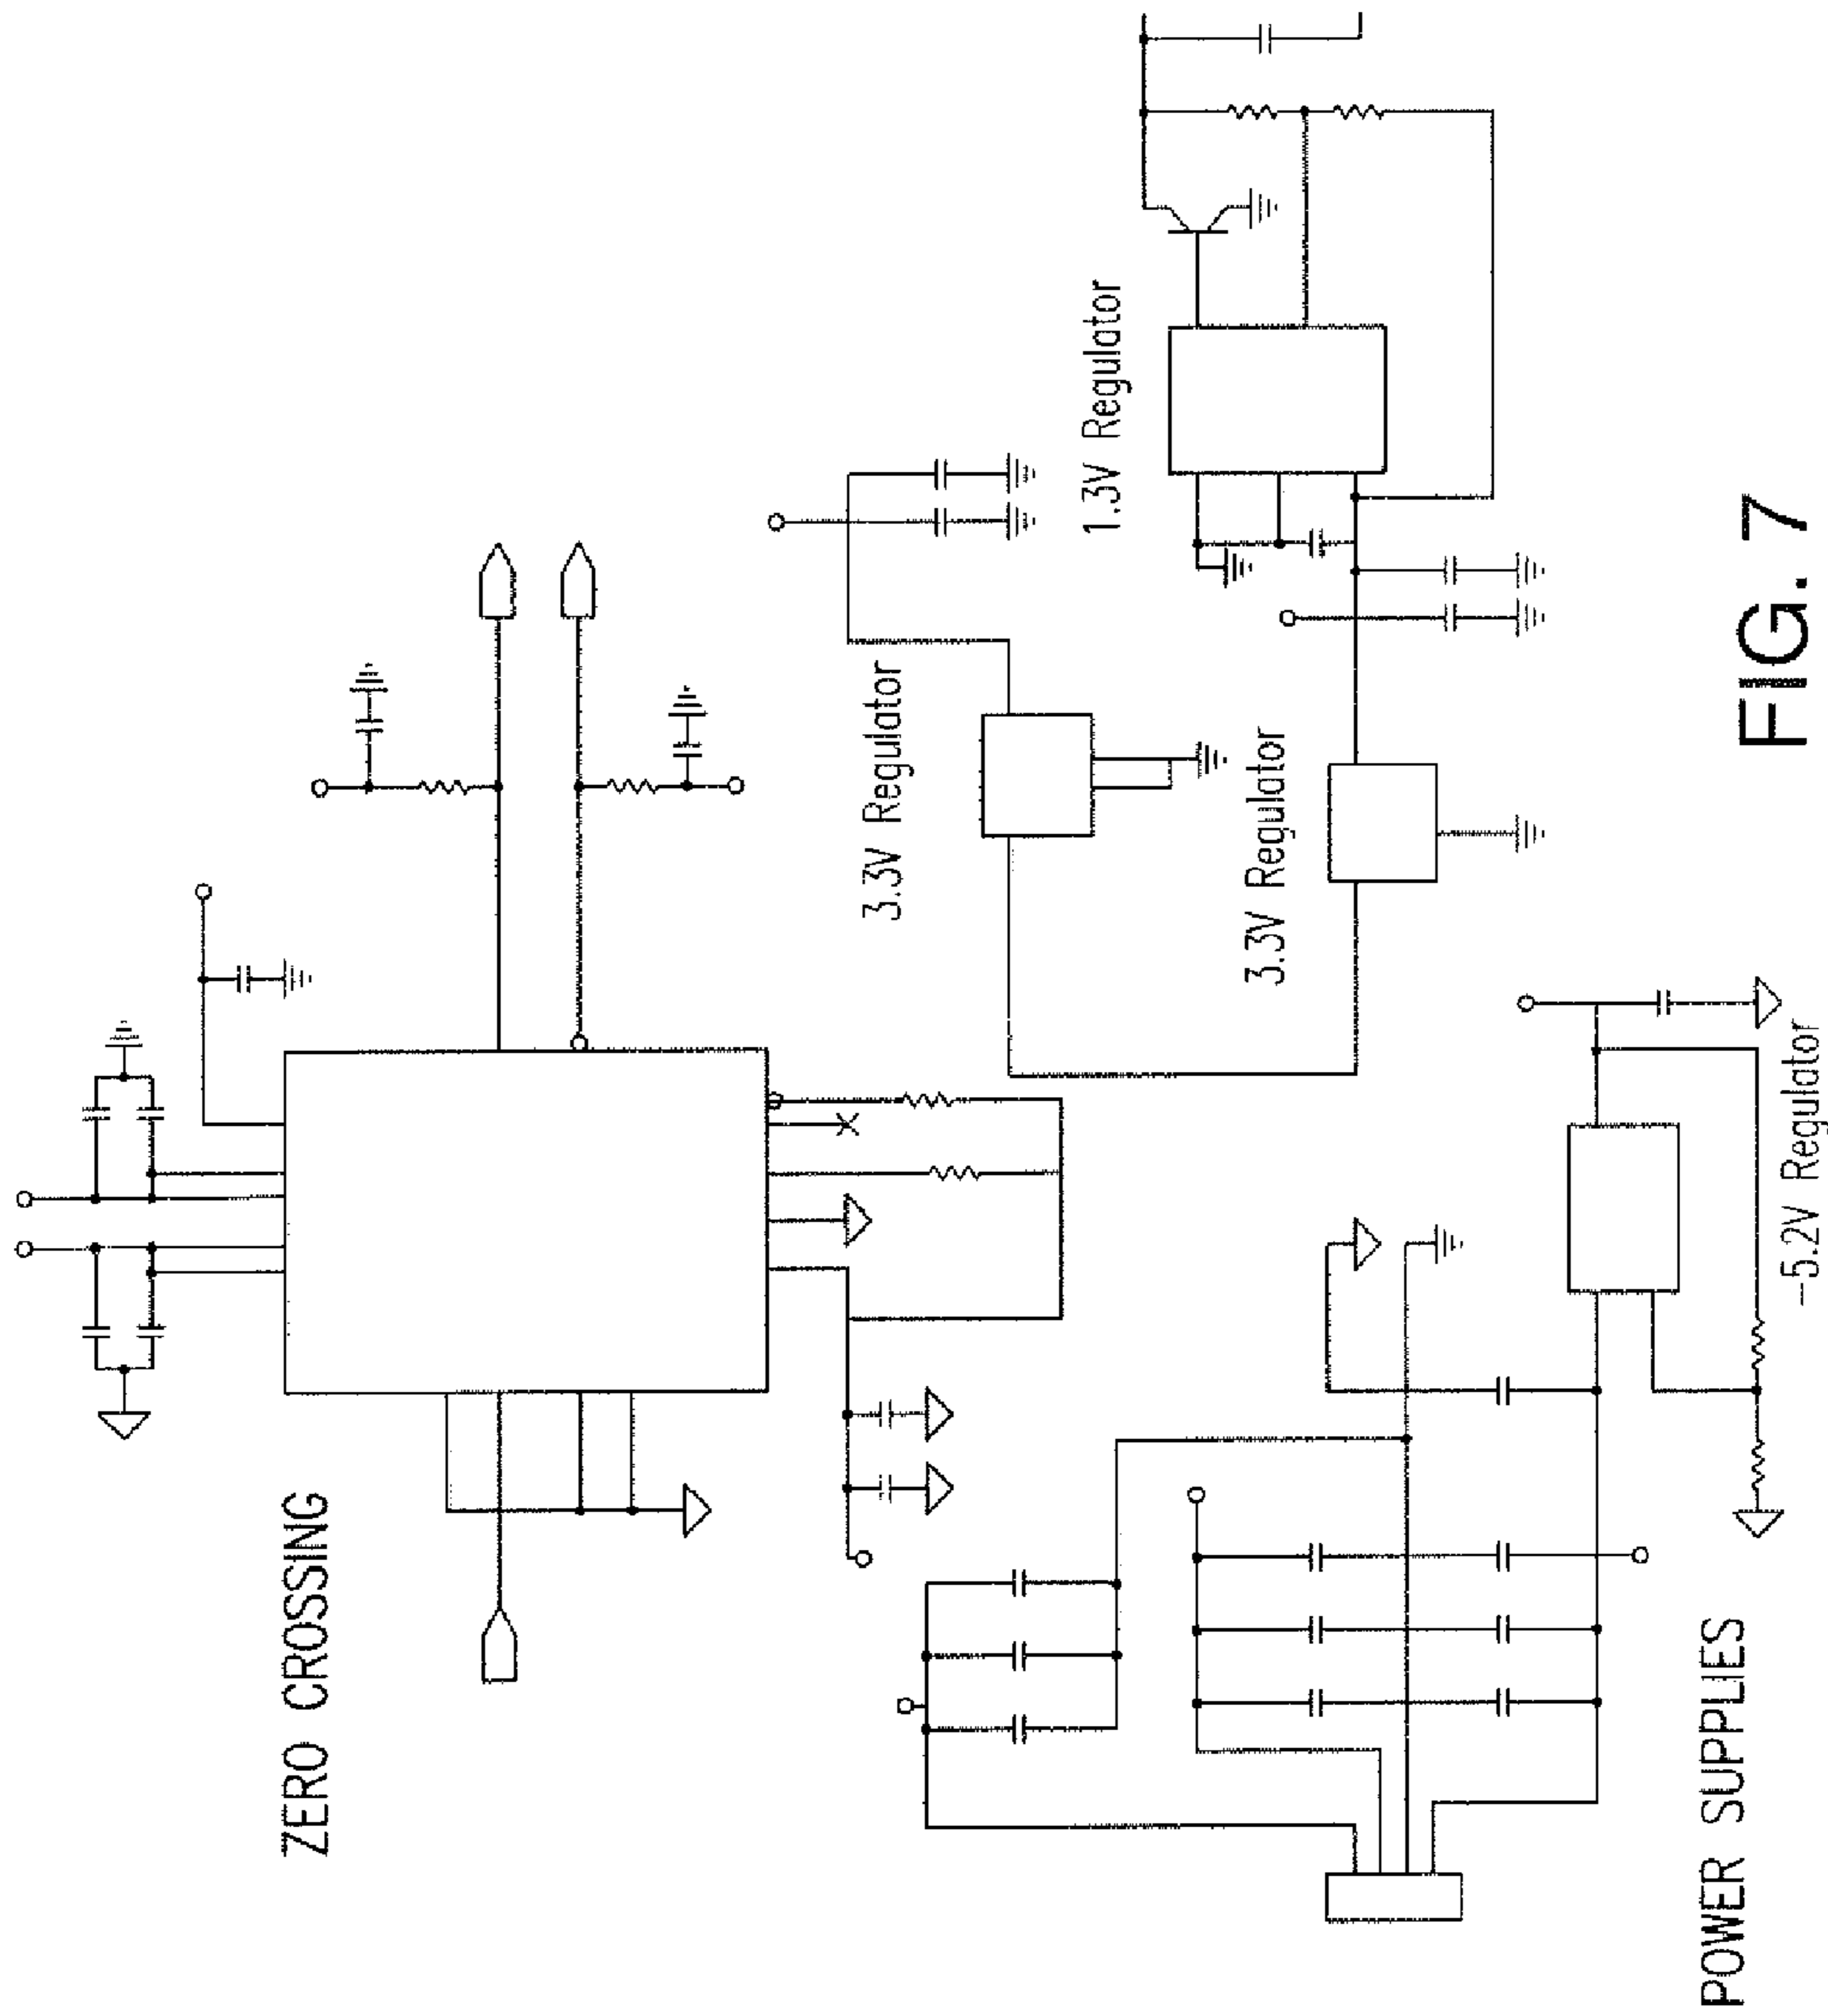 ZERO CROSSING
3.3V Regulator
1.3V Regulator
3.3V Regulator
POWER SUPPLIES
-5.2V Regulator
FIG. 7